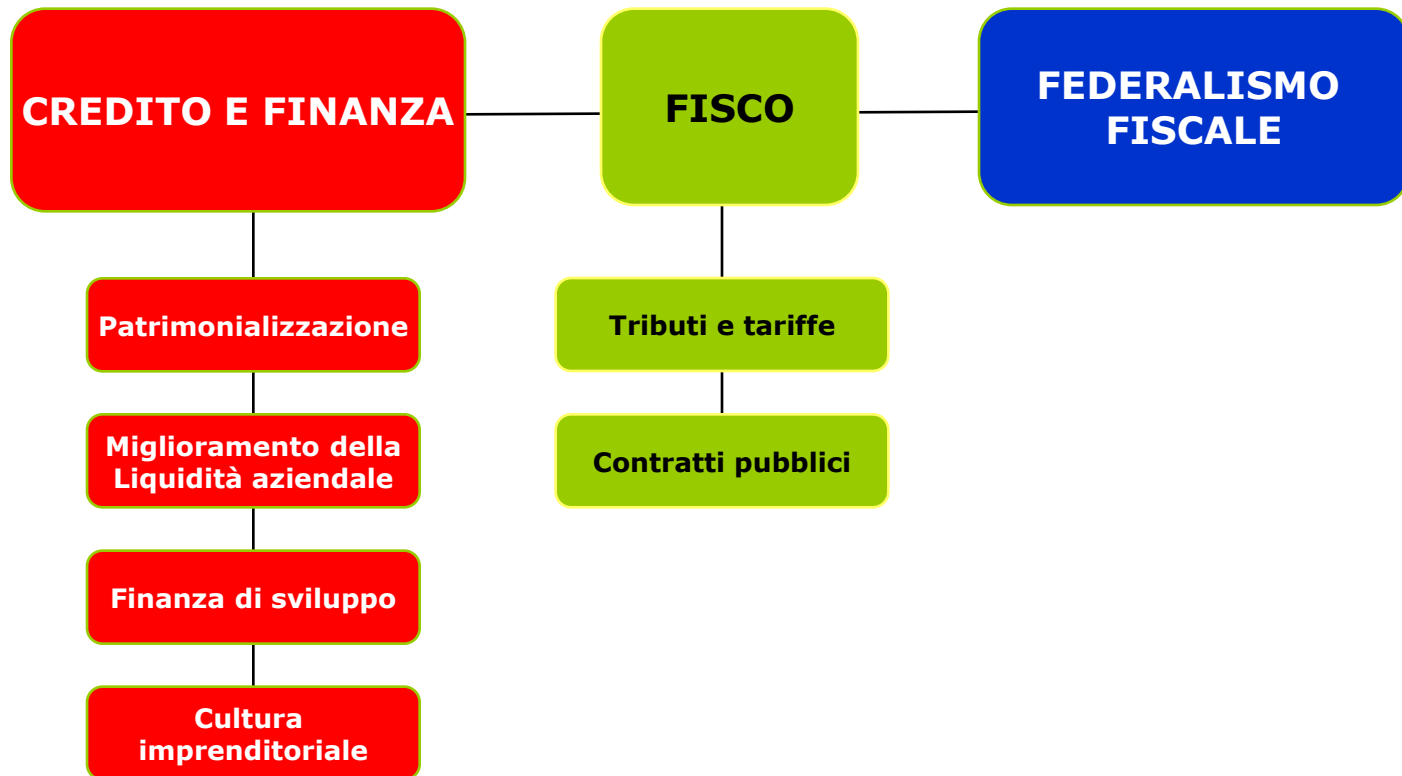 CREDITO E FINANZA
FISCO
FEDERALISMO
FISCALE
Patrimonializzazione
Miglioramento della
Liquidità aziendale
Finanza di sviluppo
Cultura
imprenditoriale
Tributi e tariffe
Contratti pubblici